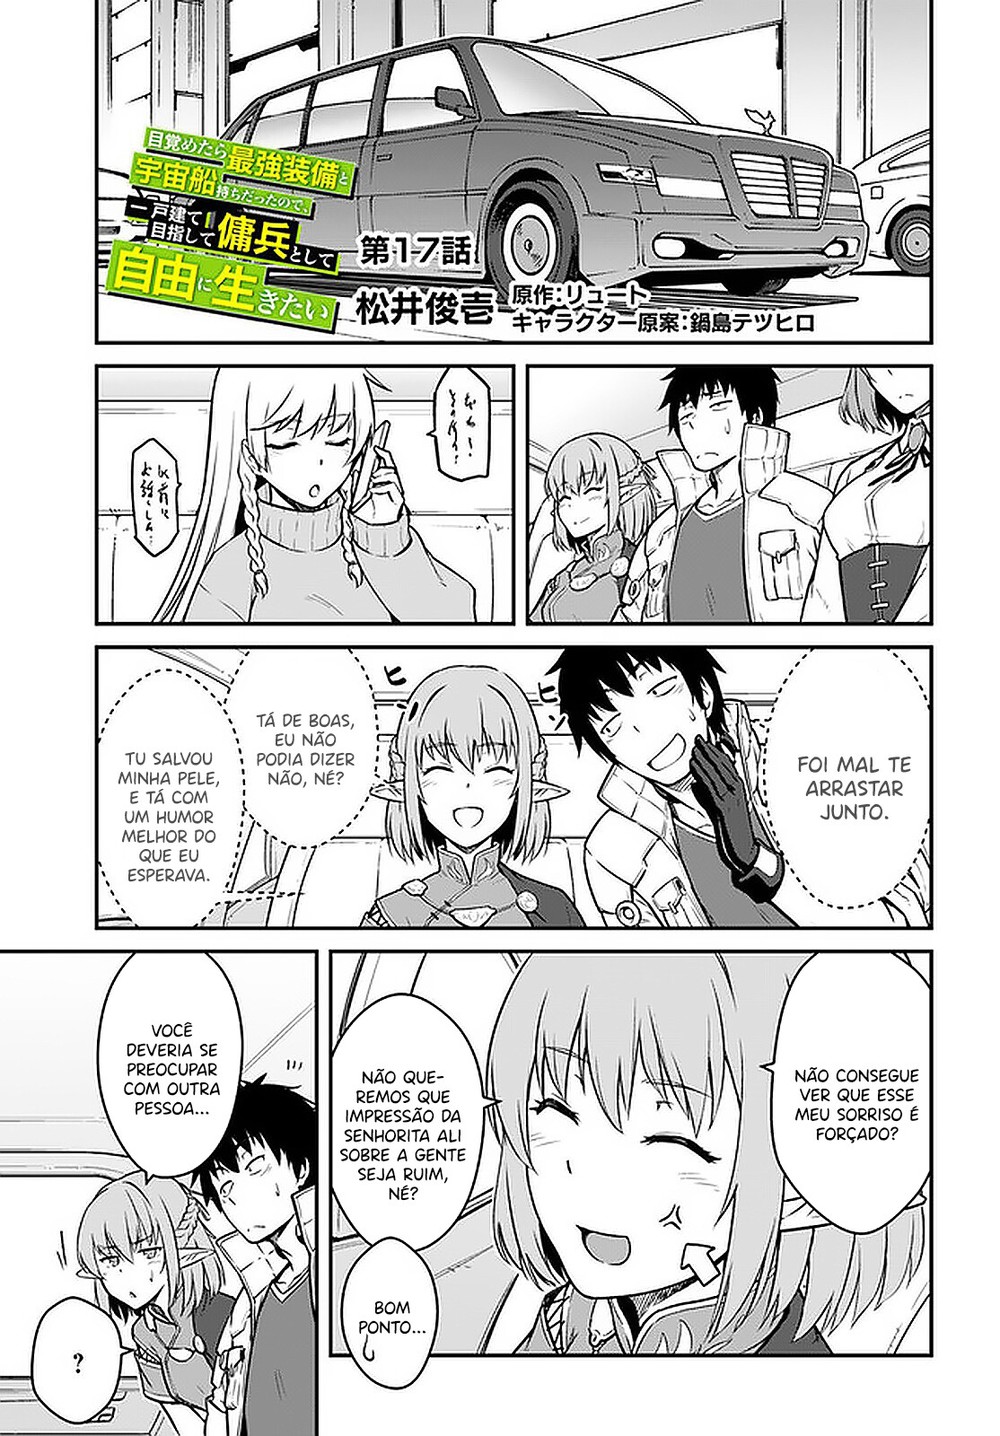 目覚めたら最強装備と
宇宙船持ちだったので、
一戸建て目指して傭兵として
自由に生きたい
第17話
松井俊壱
原作:リュート
キャラクター原案:鍋島テツヒロ
FOI MAL TE
ARRASTAR
JUNTO.
ヒソ
ヒソ
TÁ DE BOAS,
EU NÃO
PODIA DIZER
NÃO, NÉ?
TU SALVOU
MINHA PELE,
E TÁ COM
UM HUMOR
MELHOR DO
QUE EU
ESPERAVA.
NÃO CONSEGUE
VER QUE ESSE
MEU SORRISO É
FORÇADO?
NÃO QUE-
REMOS QUE
IMPRESSÃO DA
SENHORITA ALI
SOBRE A GENTE
SEJA RUIM,
NÉ?
BOM
PONTO...
VOCÊ
DEVERIA SE
PREOCUPAR
COM OUTRA
PESSOA...
?